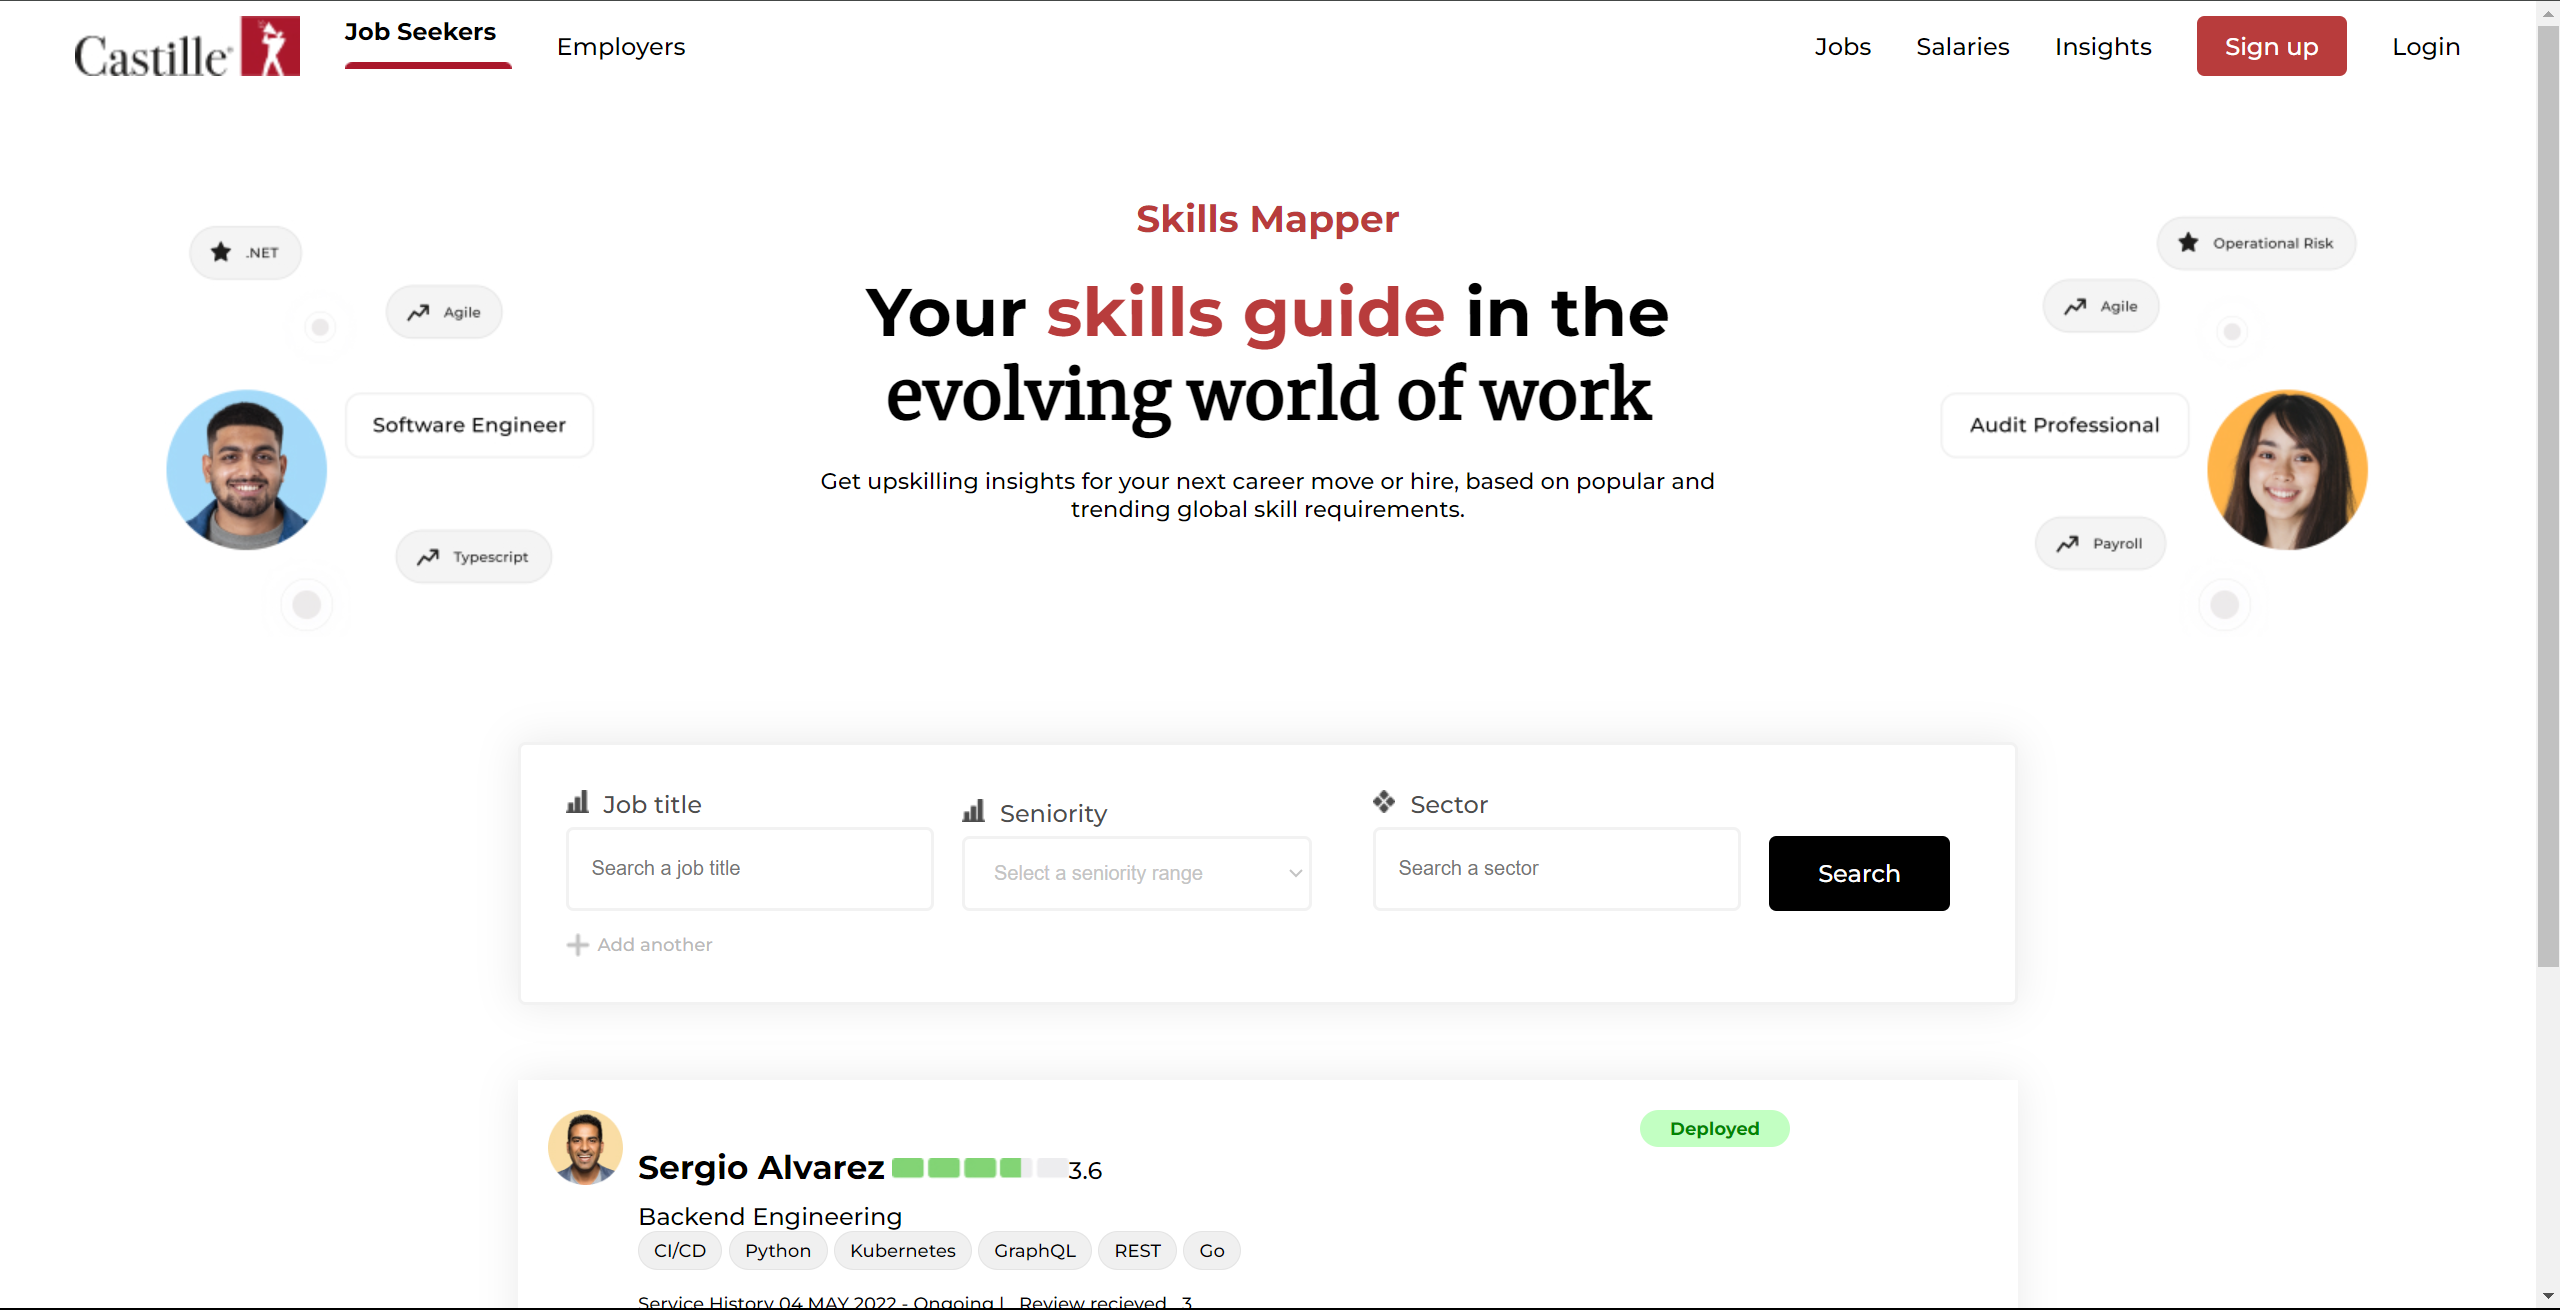 Castille
Job Seekers
Employers
Jobs
Salaries
Insights
Sign up
Login
Skills Mapper
Your skills guide in the
evolving world of work
Get upskilling insights for your next career move or hire, based on popular and
trending global skill requirements.
.NET
Agile
Software Engineer
Typescript
Operational Risk
Agile
Audit Professional
Payroll
Job title
Search a job title
Add another
Seniority
Select a seniority range
Sector
Search a sector
Search
Deployed
Sergio Alvarez 3.6
Backend Engineering
CI/CD Python Kubernetes GraphQL REST Go
Service History 04 MAY 2022 - Ongoing | Review recieved 3